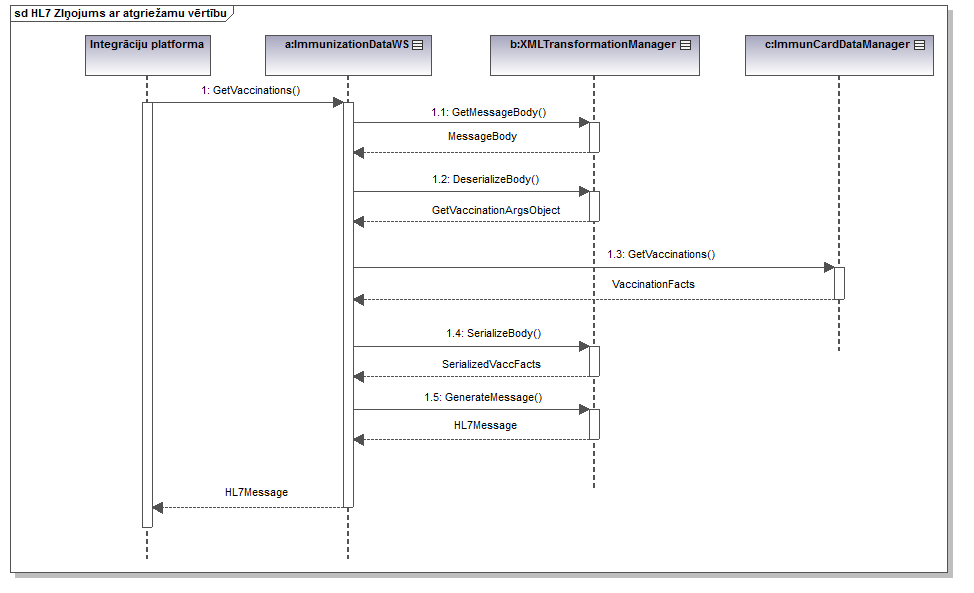 sd HL7 ZIņojums ar atgriežamu vērtību
Integrāciju platforma
a:ImmunizationDataWS
b:XMLTransformationManager
c:ImmunCardDataManager
1: GetVaccinations()
1.1: GetMessageBody()
MessageBody
1.2: DeserializeBody()
GetVaccinationArgsObject
1.3: GetVaccinations()
VaccinationFacts
1.4: SerializeBody()
SerializedVaccFacts
1.5: GenerateMessage()
HL7Message
HL7Message